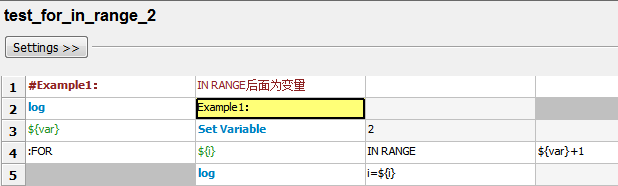 test_for_in_range_2
Settings >>
1 #Example1: IN RANGE后面为变量
2 log Example1:
3 ${var} Set Variable 2
4 :FOR ${i} IN RANGE ${var}+1
5 log i=${i}